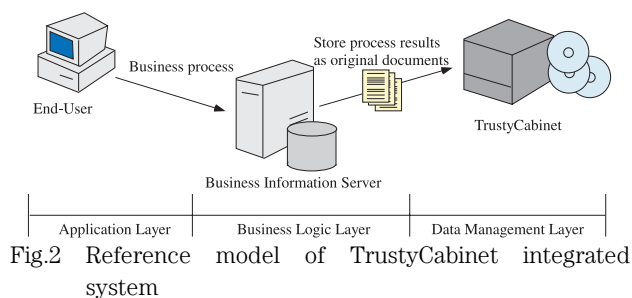 Store process results
as original documents
Business process
End-User
TrustyCabinet
Business Information Server
Application Layer
Business Logic Layer
Data Management Layer
Fig.2 Reference model of TrustyCabinet integrated
system